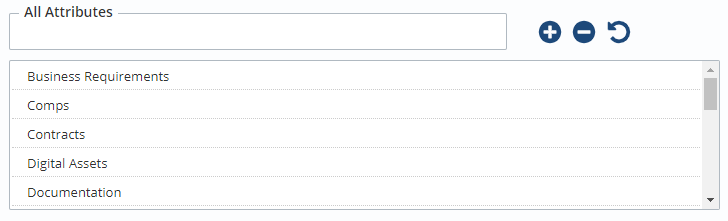 All Attributes
Business Requirements
Comps
Contracts
Digital Assets
Documentation